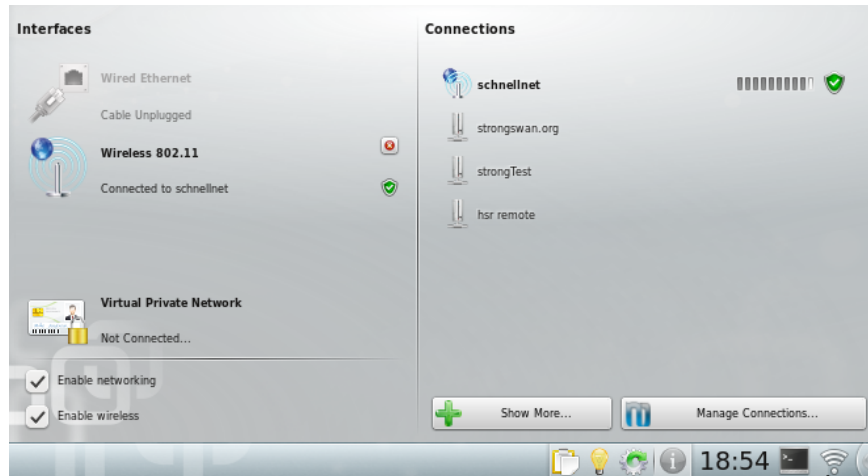 Interfaces
Wired Ethernet
Cable Unplugged
Wireless 802.11
Connected to schnellnet
Virtual Private Network
Not Connected...
Enable networking
Enable wireless
Connections
schnellnet
strongswan.org
strongTest
hsr remote
Show More...
Manage Connections...
18:54